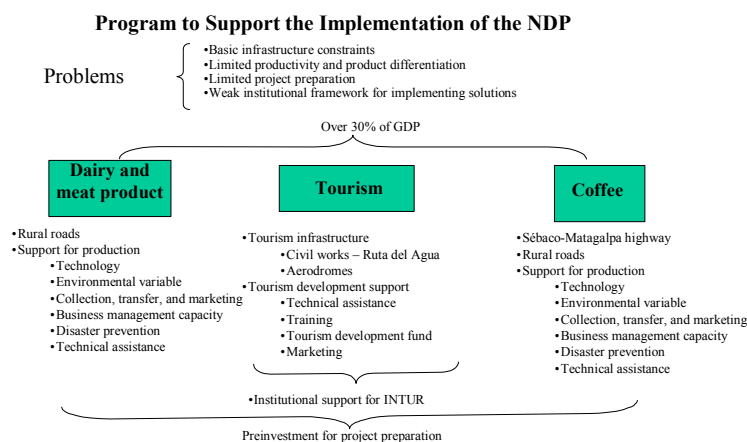 Program to Support the Implementation of the NDP
Problems
•Basic infrastructure constraints
•Limited productivity and product differentiation
•Limited project preparation
•Weak institutional framework for implementing solutions
Over 30% of GDP
Dairy and
meat product
•Rural roads
•Support for production
•Technology
•Environmental variable
•Collection, transfer, and marketing
•Business management capacity
•Disaster prevention
•Technical assistance
Tourism
•Tourism infrastructure
•Civil works – Ruta del Agua
•Aerodromes
•Tourism development support
•Technical assistance
•Training
•Tourism development fund
•Marketing
•Institutional support for INTUR
Coffee
•Sébaco-Matagalpa highway
•Rural roads
•Support for production
•Technology
•Environmental variable
•Collection, transfer, and marketing
•Business management capacity
•Disaster prevention
•Technical assistance
Preinvestment for project preparation